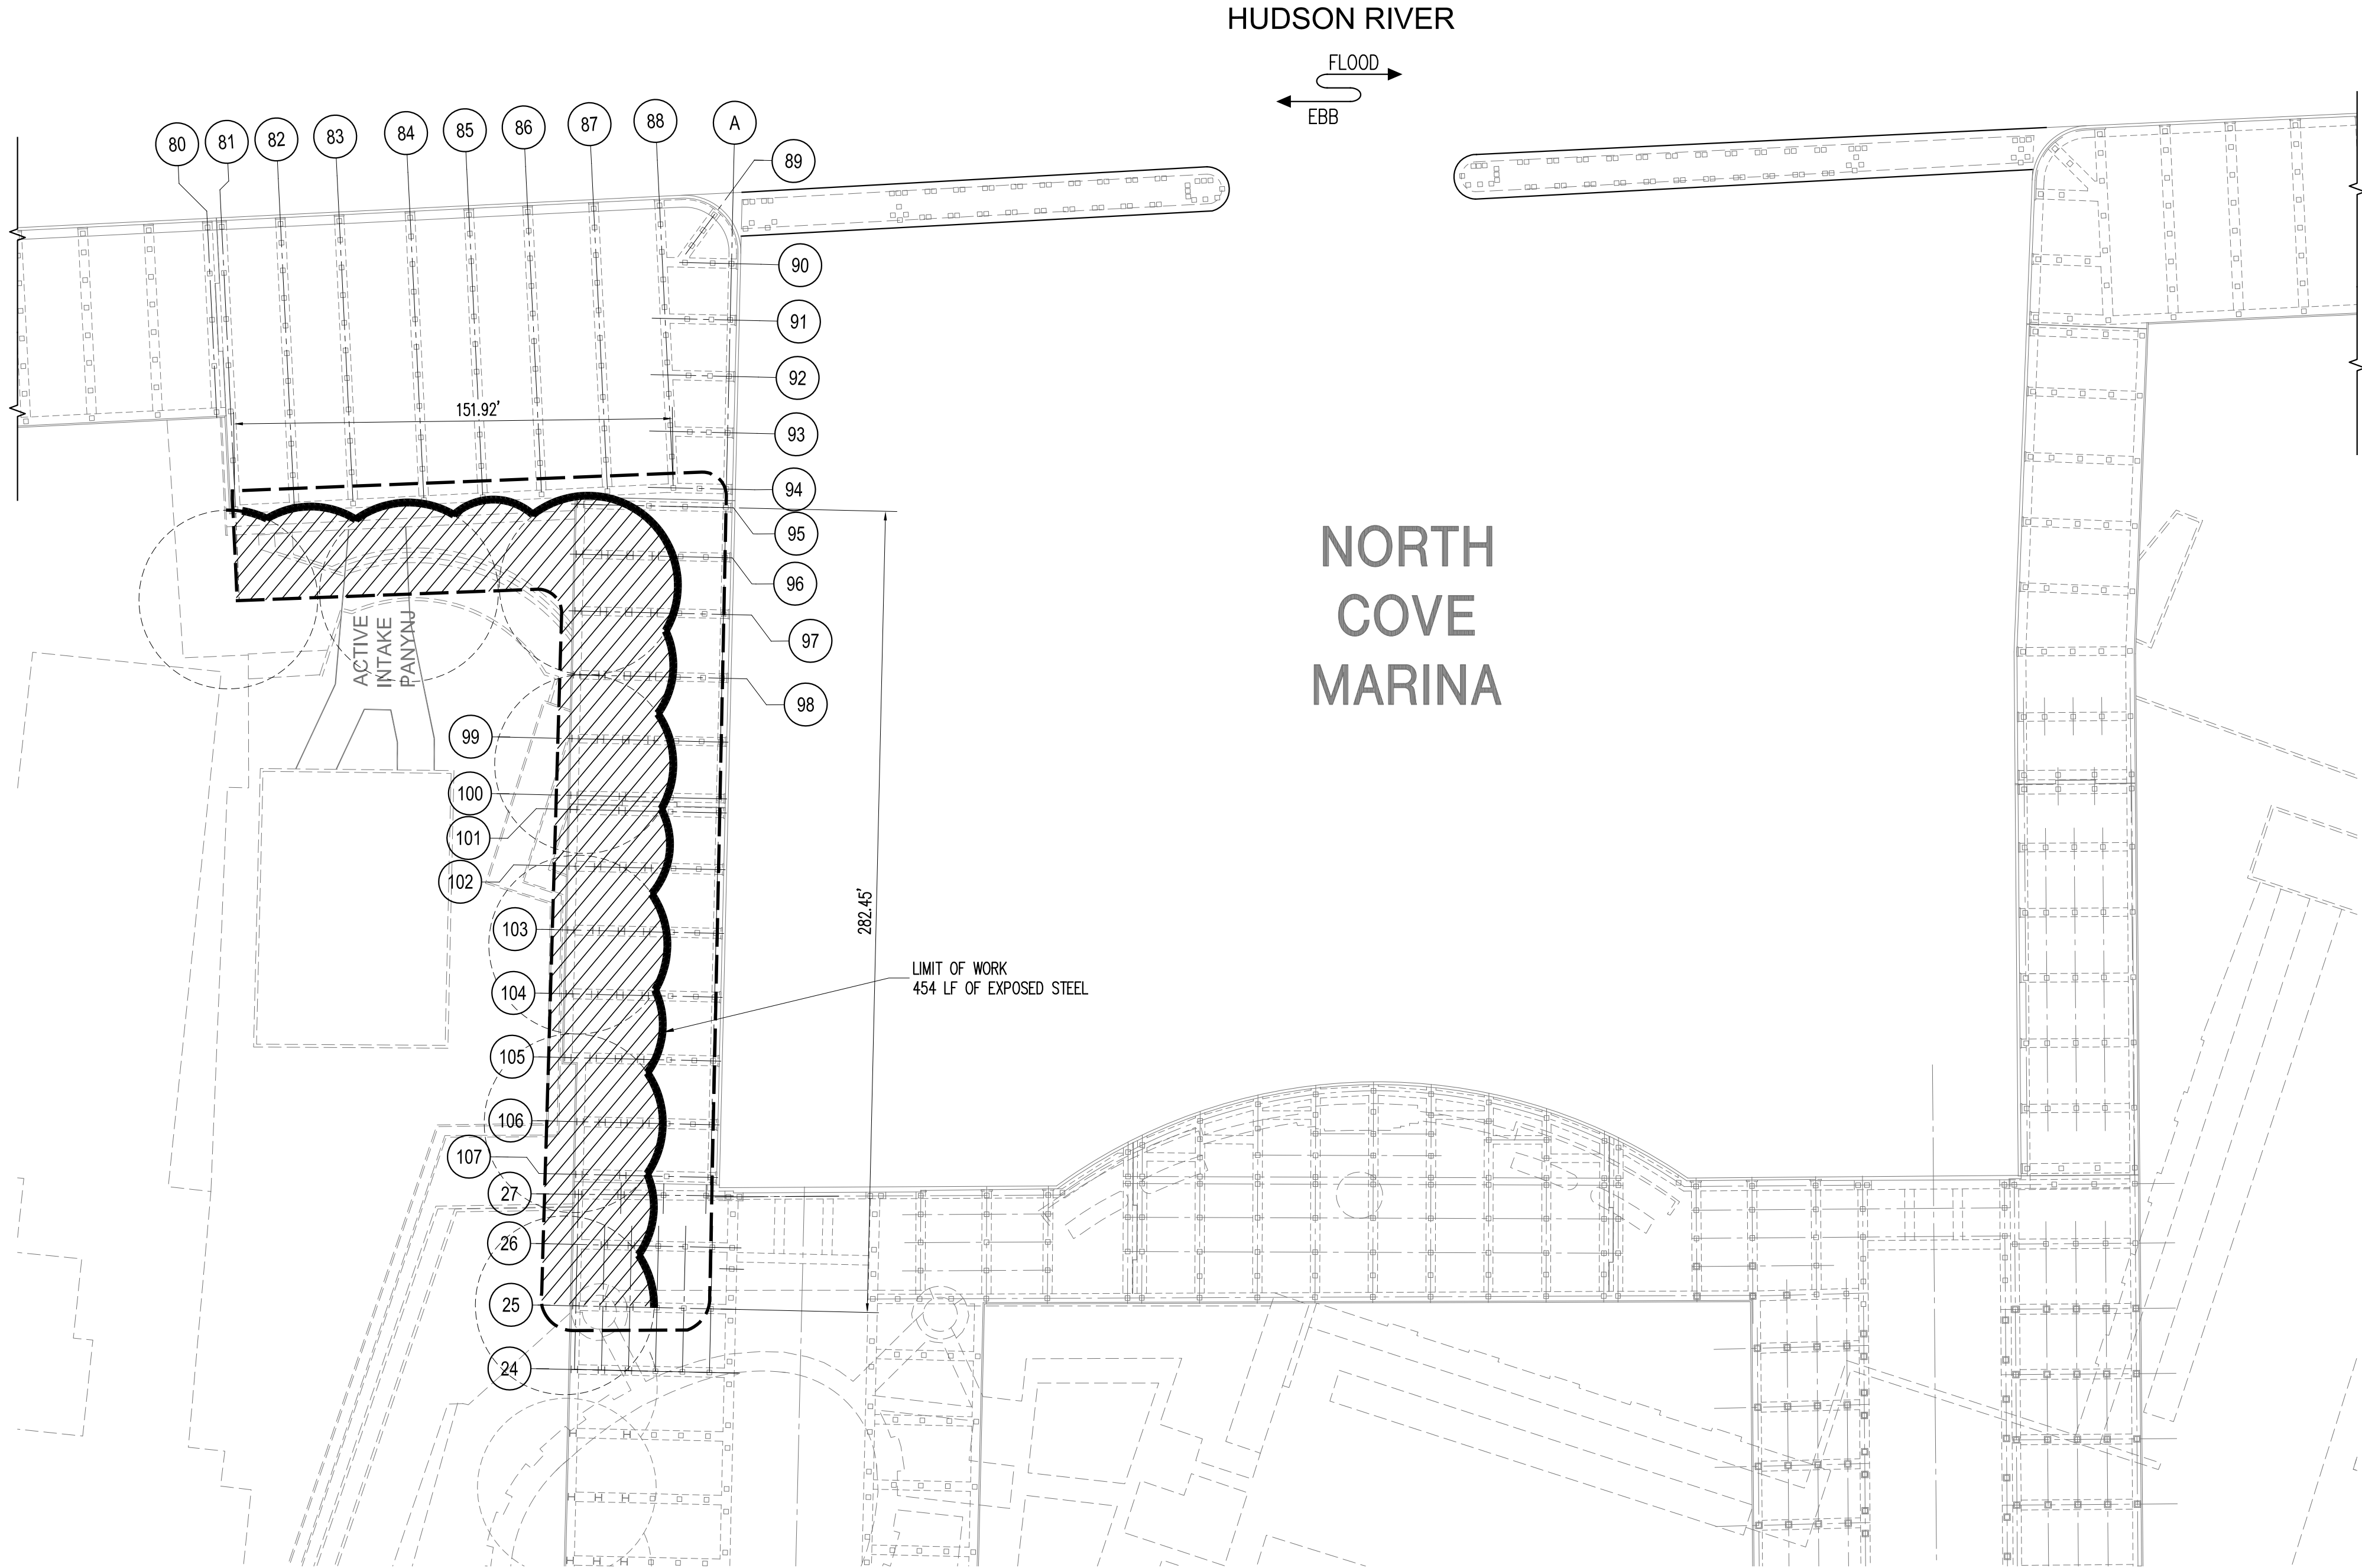 HUDSON RIVER
FLOOD
EBB
80
81
82
83
84
85
86
87
88
A
89
90
91
92
93
151.92'
94
95
96
97
98
NORTH
COVE
MARINA
ACTIVE
INTAKE
PANYNJ
99
100
101
102
103
282.45'
LIMIT OF WORK
454 LF OF EXPOSED STEEL
104
105
106
107
27
26
25
24